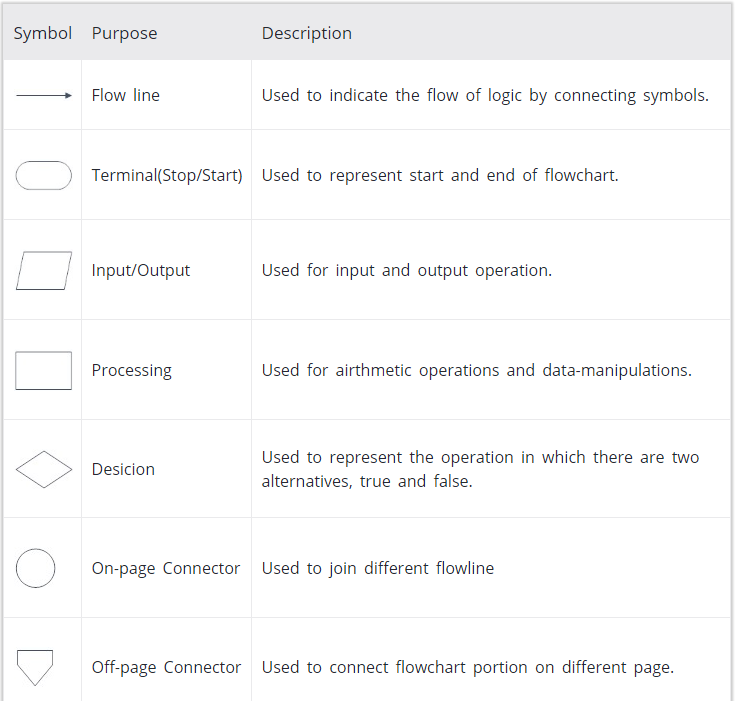 Symbol Purpose Description
Flow line Used to indicate the flow of logic by connecting symbols.
Terminal(Stop/Start) Used to represent start and end of flowchart.
Input/Output Used for input and output operation.
Processing Used for airthmetic operations and data-manipulations.
Desicion Used to represent the operation in which there are two
alternatives, true and false.
On-page Connector Used to join different flowline
Off-page Connector Used to connect flowchart portion on different page.